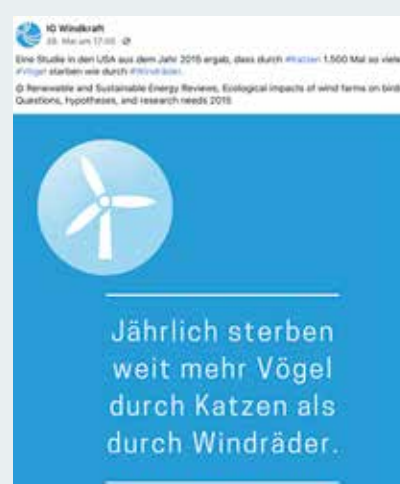 IG Windkraft
28. Mai um 17:00
Eine Studie in den USA aus dem Jahr 2015 ergab, dass durch #Katzen 1.500 Mal so viele
#Vögel starben wie durch #Windräder.
© Renewable and Sustainable Energy Reviews, Ecological impacts of wind farms on birds
Questions, hypotheses, and research needs 2015
Jährlich sterben
weit mehr Vögel
durch Katzen als
durch Windräder.